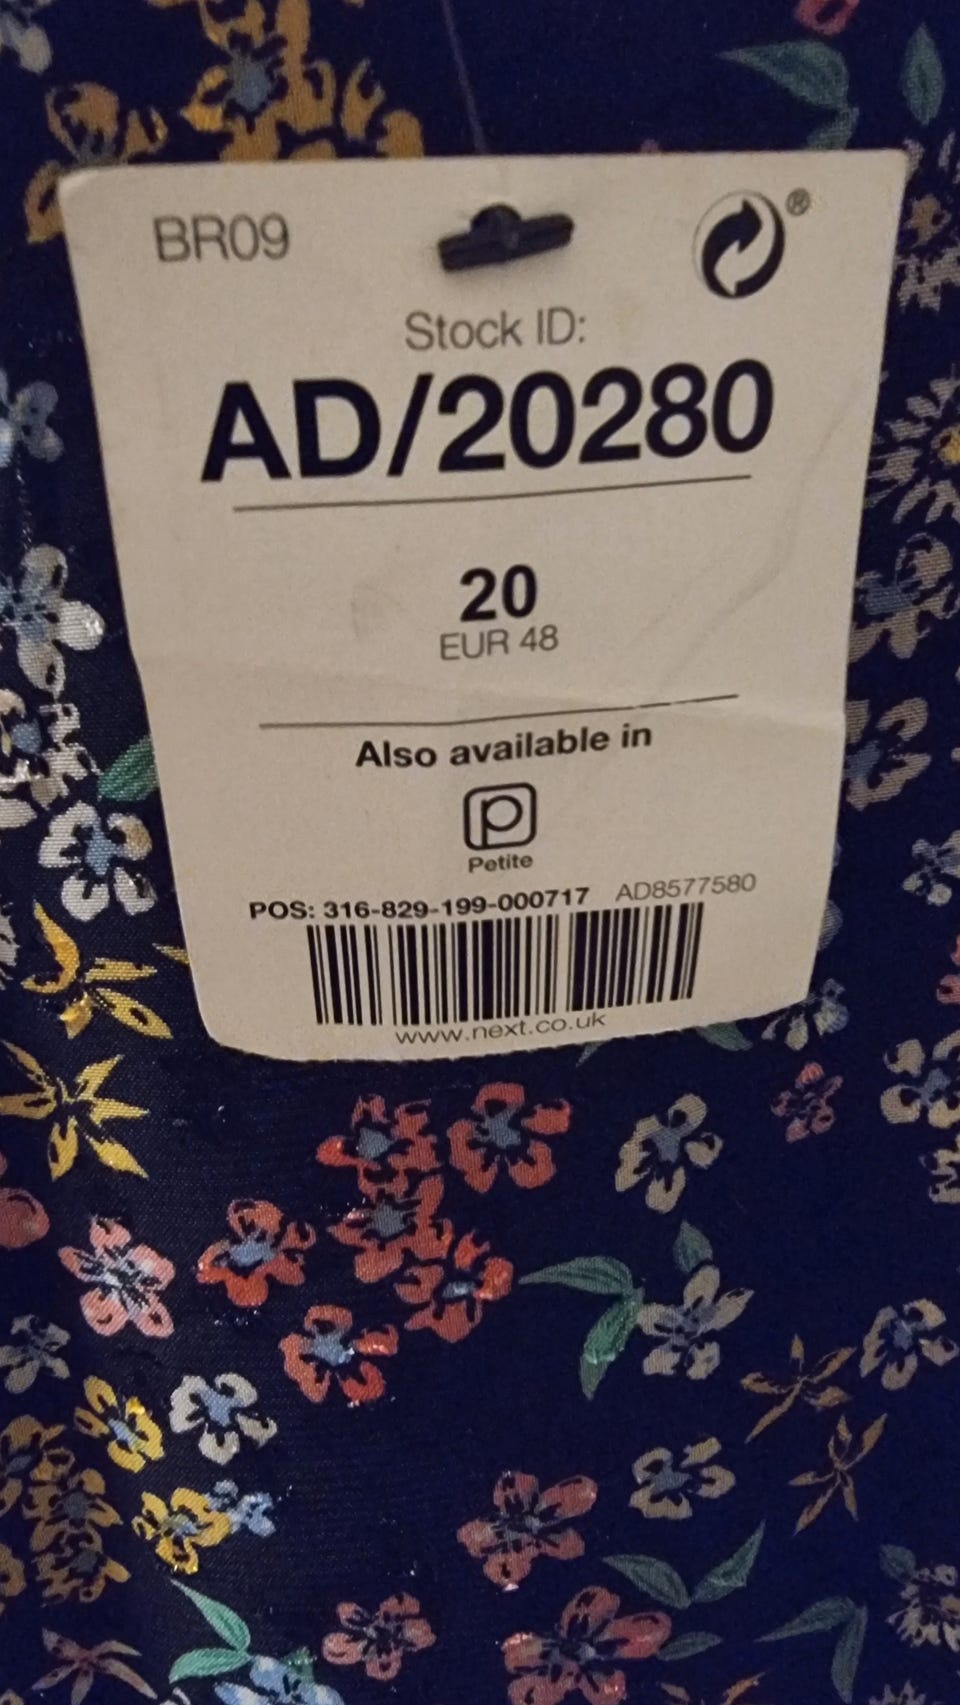 BR09
®
Stock ID:
AD/20280
20
EUR 48
Also available in
P
Petite
POS: 316-829-199-000717 AD8577580
www.next.co.uk